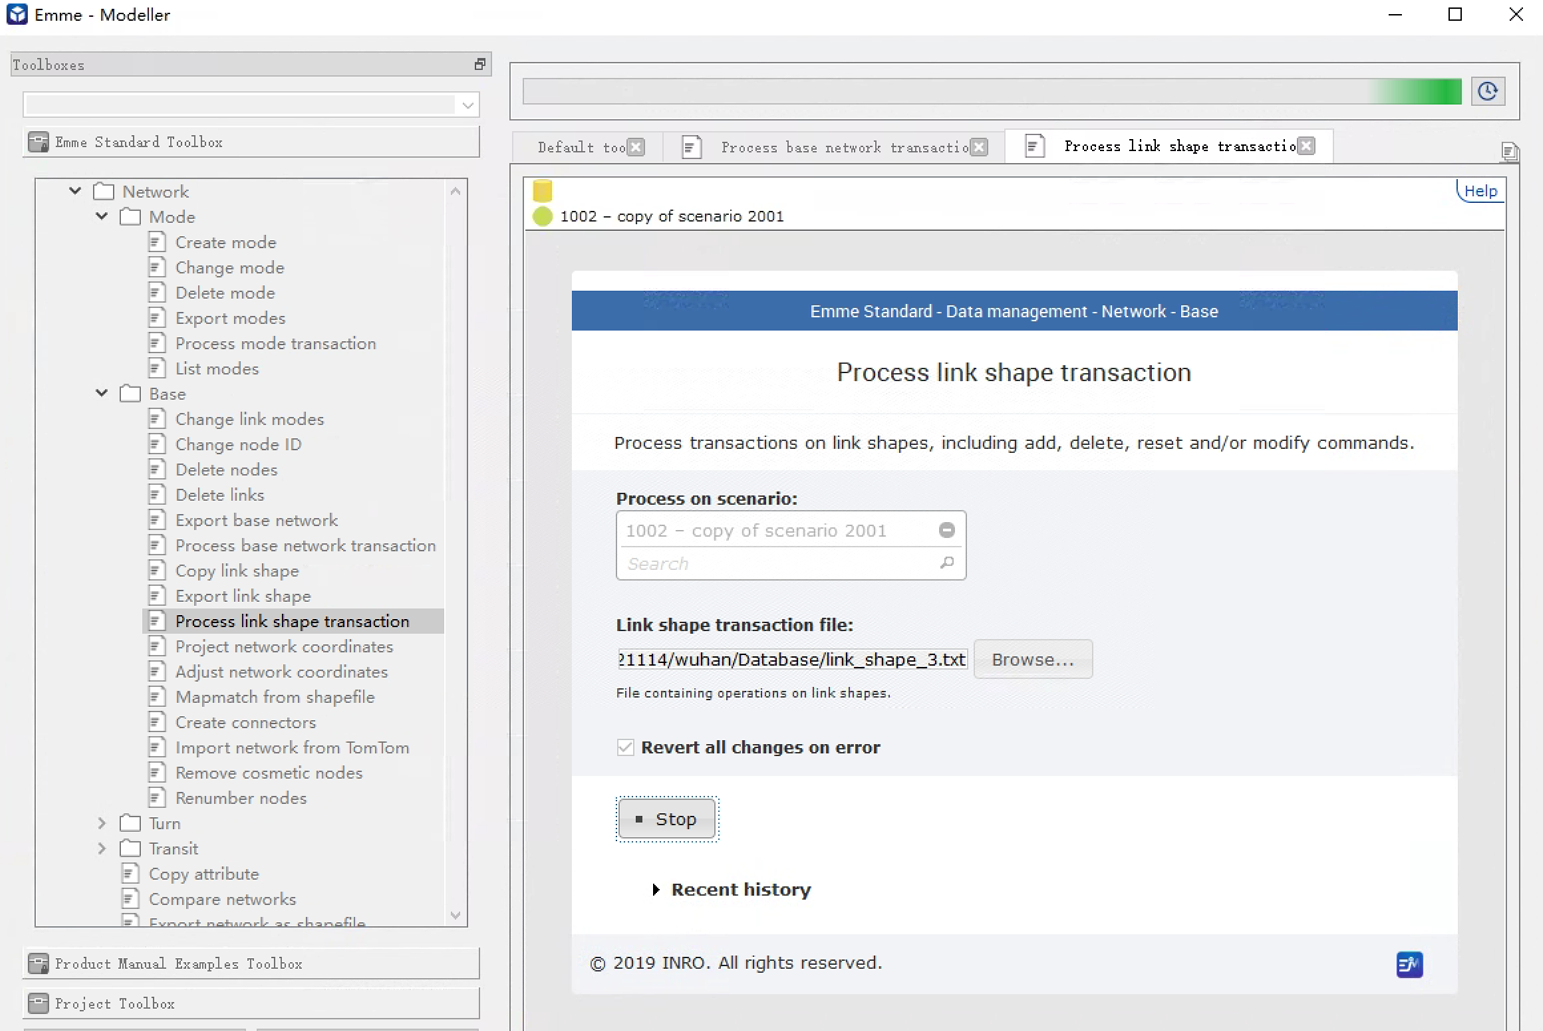 Emme - Modeller
Toolboxes
Emme Standard Toolbox
Network
Mode
Create mode
Change mode
Delete mode
Export modes
Process mode transaction
List modes
Base
Change link modes
Change node ID
Delete nodes
Delete links
Export base network
Process base network transaction
Copy link shape
Export link shape
Process link shape transaction
Project network coordinates
Adjust network coordinates
Mapmatch from shapefile
Create connectors
Import network from TomTom
Remove cosmetic nodes
Renumber nodes
Turn
Transit
Copy attribute
Compare networks
Export network as shapefile
Product Manual Examples Toolbox
Project Toolbox
Default too
Process base network transactio
Process link shape transactio
Help
1002 – copy of scenario 2001
Emme Standard - Data management - Network - Base
Process link shape transaction
Process transactions on link shapes, including add, delete, reset and/or modify commands.
Process on scenario:
1002 – copy of scenario 2001
Search
Link shape transaction file:
21114/wuhan/Database/link_shape_3.txt
Browse...
File containing operations on link shapes.
Revert all changes on error
Stop
Recent history
© 2019 INRO. All rights reserved.